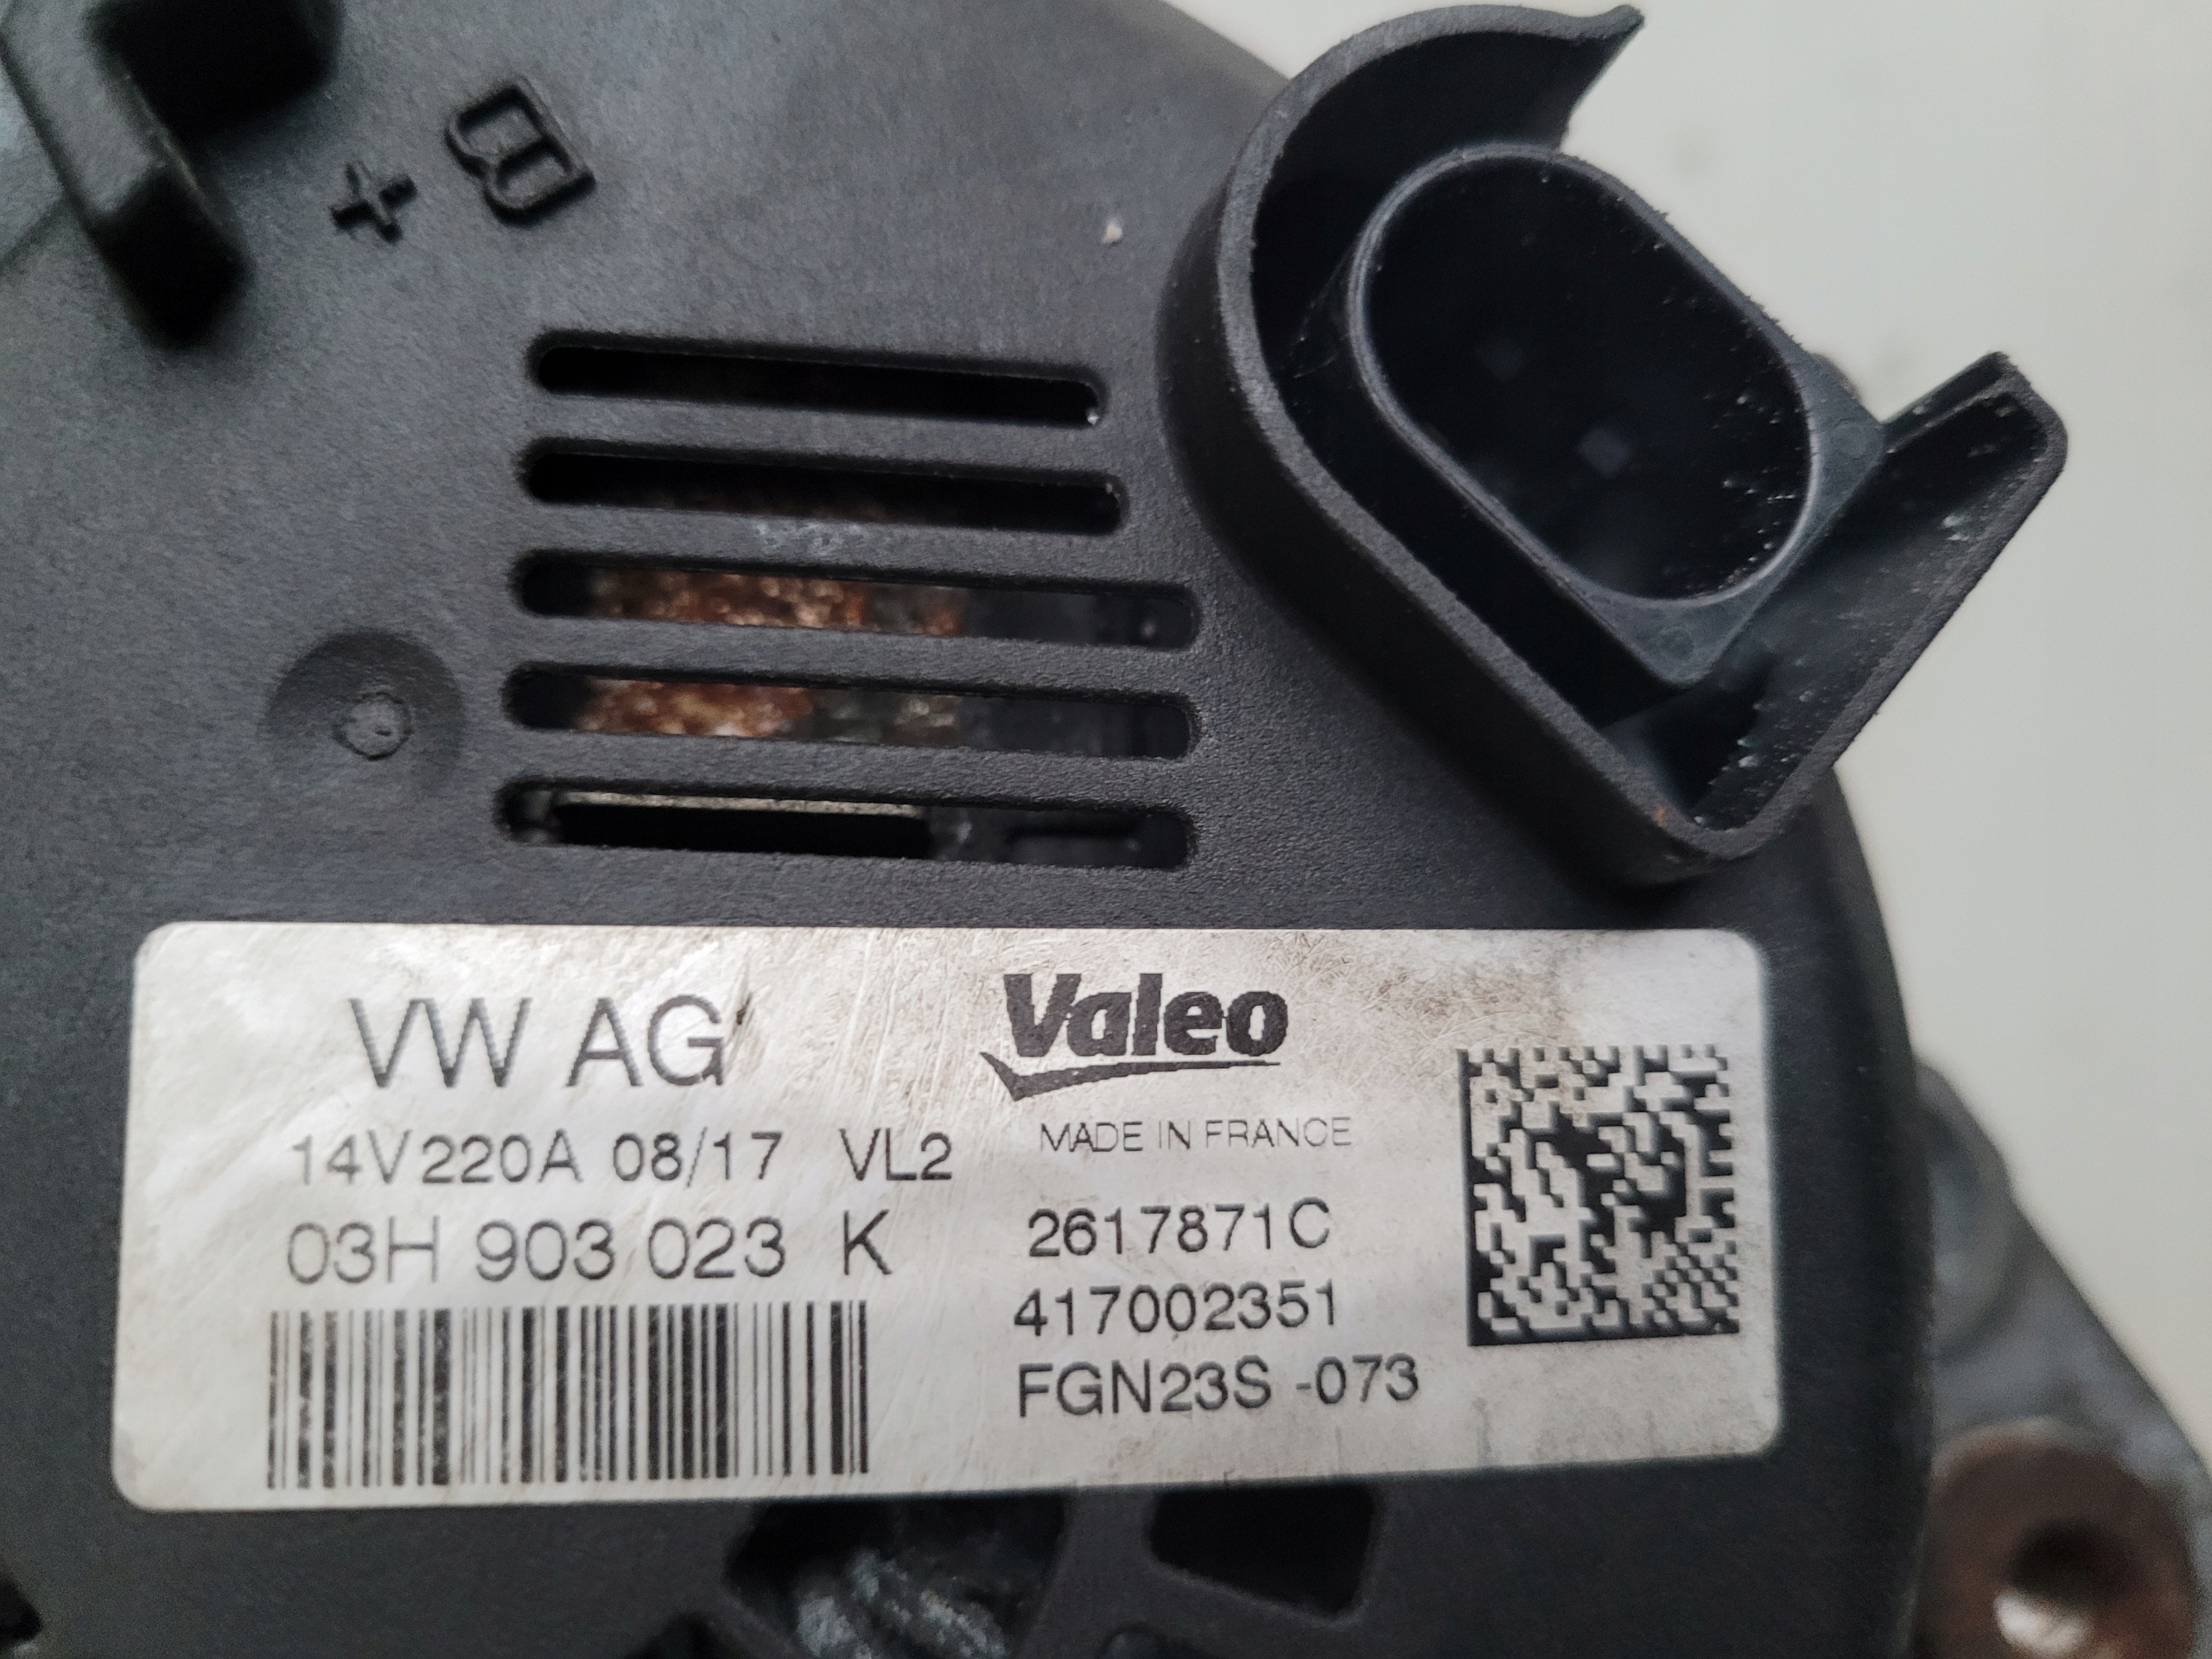 B
+
VW AG
14V220A 08/17 VL2
03H 903 023 K
Valeo
MADE IN FRANCE
2617871C
417002351
FGN23S -073